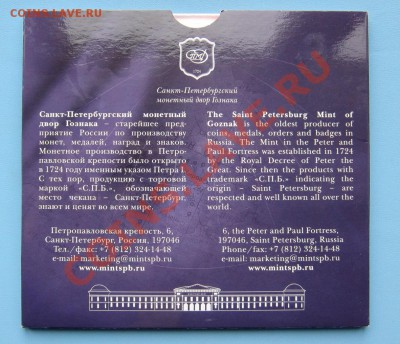 COINS.LAVE.RU
Санкт-Петербургский
монетный двор Гознака
Санкт-Петербургский монетный
двор Гознака – старейшее пред-
приятие России по производству
монет, медалей, наград и знаков.
Монетное производство в Петро-
павловской крепости было открыто
в 1724 году именным указом Петра I
С тех пор, продукцию с торговой
маркой «С.П.Б.», обозначающей
место чекана – Санкт-Петербург,
знают и ценят во всем мире.
The Saint Petersburg Mint of
Goznak is the oldest producer of
coins, medals, orders and badges in
Russia. The Mint in the Peter and
Paul Fortress was established in 1724
by the Royal Decree of Peter the
Great. Since then the products with
trademark «С.П.Б.» indicating the
origin – Saint Petersburg – are
respected and well known all over the
world.
Петропавловская крепость, 6,
Санкт-Петербург, Россия, 197046
Тел./факс: +7 (812) 324-14-48
e-mail: marketing@mintspb.ru
www.mintspb.ru
6, the Peter and Paul Fortress,
197046, Saint Petersburg, Russia
Phone/fax: +7 (812) 324-14-48
e-mail: marketing@mintspb.ru
www.mintspb.ru